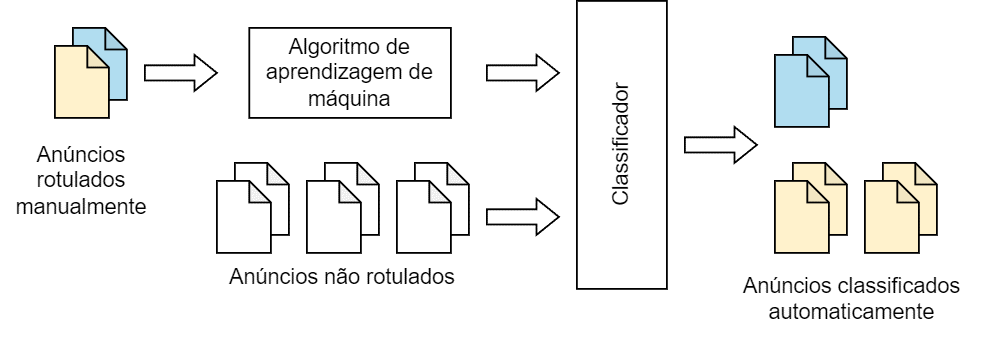 Anúncios
rotulados
manualmente
Algoritmo de
aprendizagem de
máquina
Anúncios não rotulados
Classificador
Anúncios classificados
automaticamente